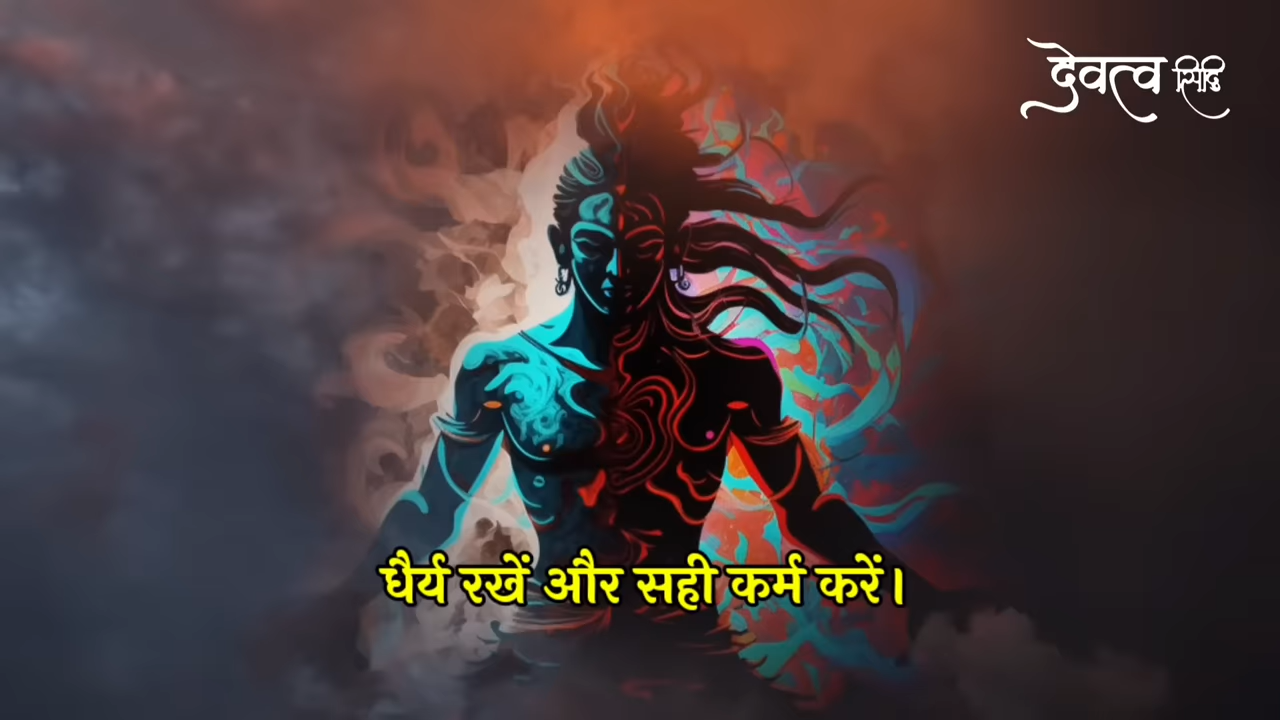 देवत्व सिद्धि
धैर्य रखें और सही कर्म करें।